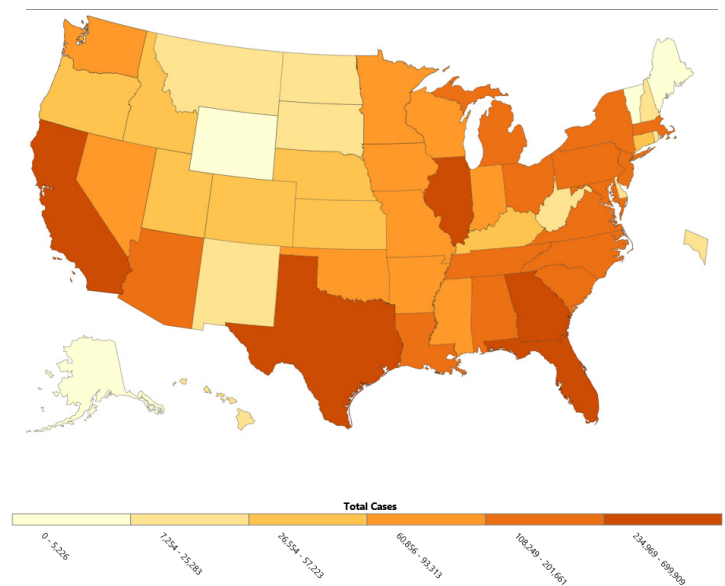 Total Cases
0 - 5,226
7,254 - 25,283
26,554 - 57,223
60,856 - 93,313
108,249 - 201,661
234,969 - 699,909